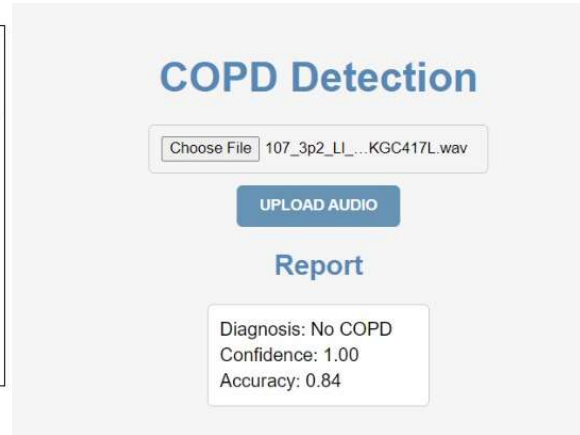 COPD Detection
Choose File 107_3p2_Ll_...KGC417L.wav
UPLOAD AUDIO
Report
Diagnosis: No COPD
Confidence: 1.00
Accuracy: 0.84